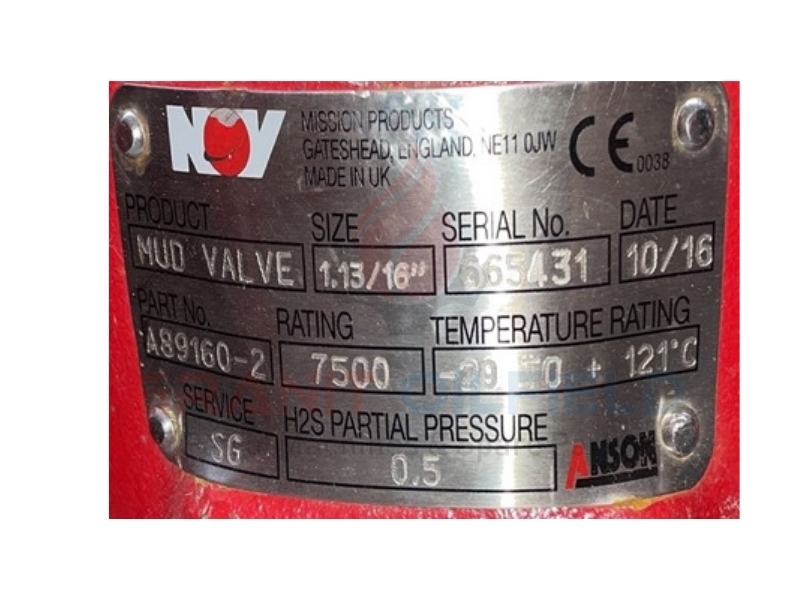 NOV
MISSION PRODUCTS
GATESHEAD, ENGLAND, NE11 0JW
MADE IN UK
CE 0038
PRODUCT SIZE SERIAL No. DATE
MUD VALVE 1.13/16" 665431 10/16
PART No. RATING TEMPERATURE RATING
A89160-2 7500 -29 TO + 121°C
SERVICE H2S PARTIAL PRESSURE
SG 0.5
ANSON